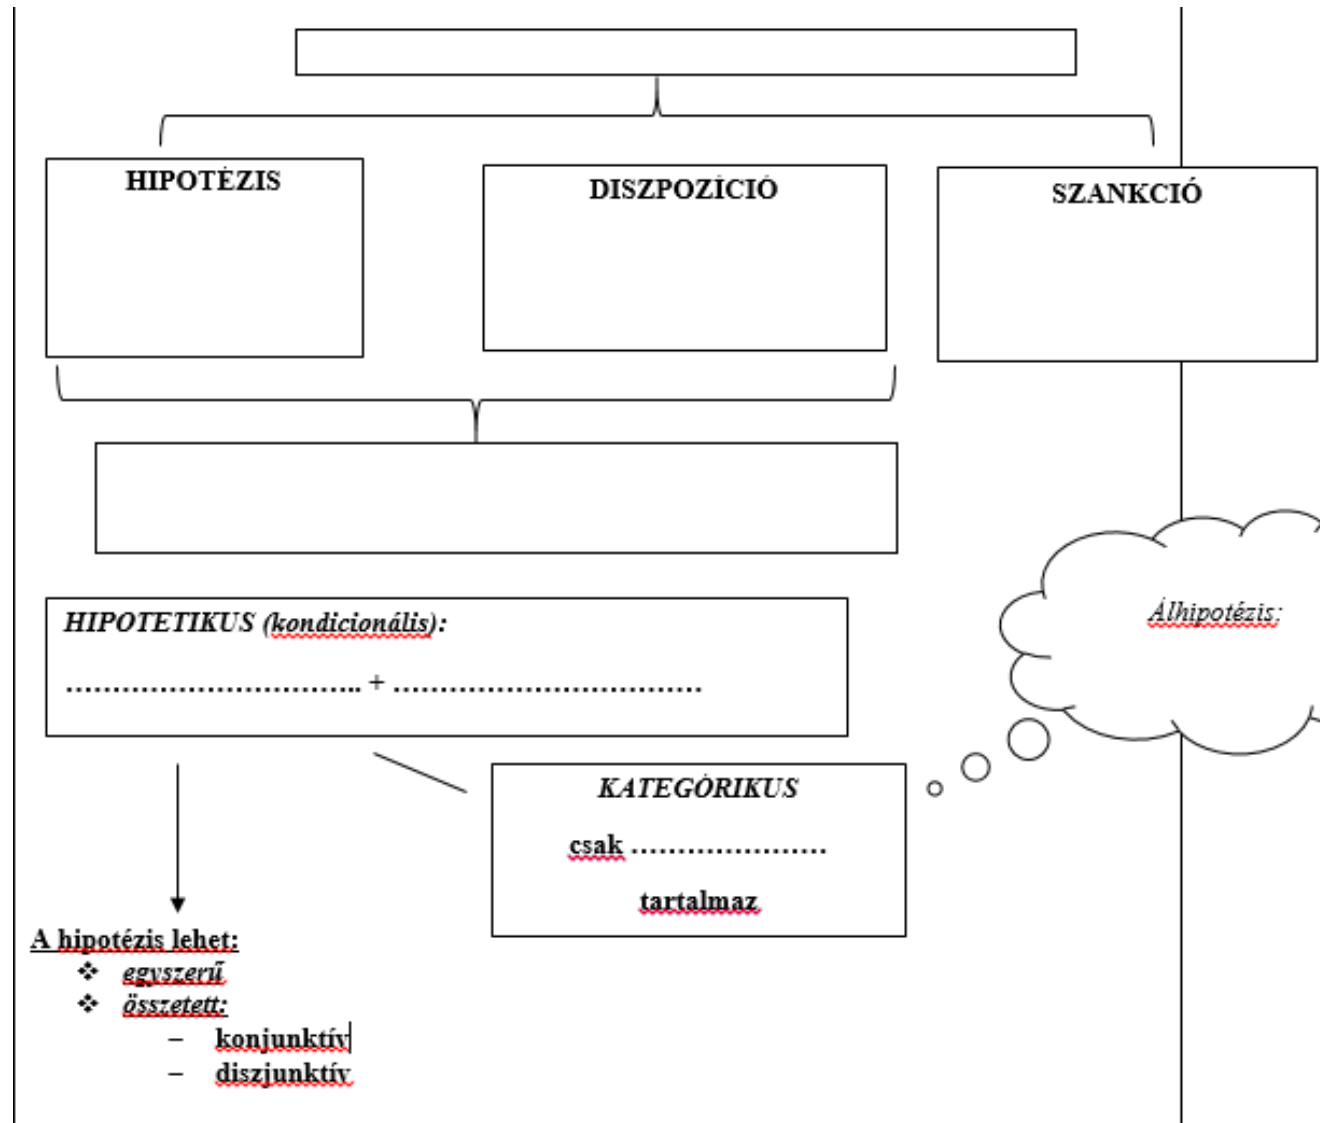 HIPOTÉZIS
DISZPOZÍCIÓ
SZANKCIÓ
HIPOTETIKUS (kondicionális):
…………………………... + ……………………………
Álhipotézis:
KATEGÓRIKUS
csak …………………
tartalmaz
A hipotézis lehet:
❖ egyszerű
❖ összetett:
– konjunktív
– diszjunktív